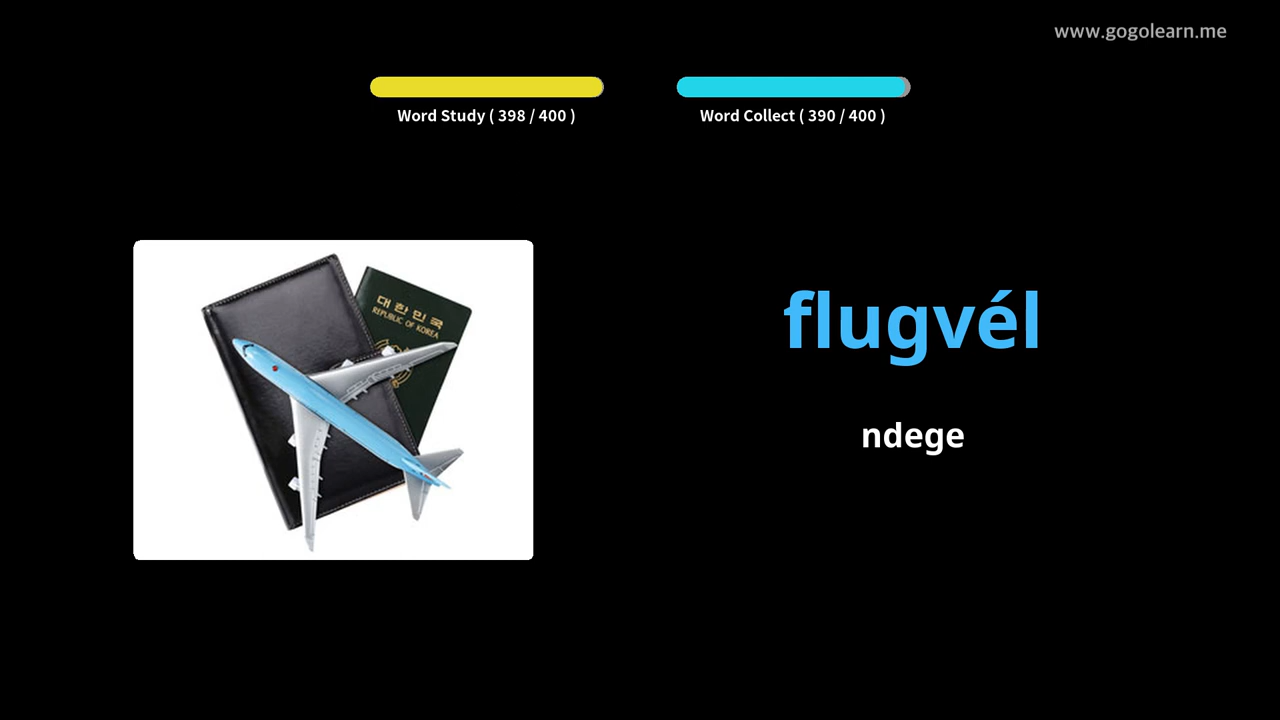 www.gogolearn.me
Word Study ( 398 / 400 )
Word Collect ( 390 / 400 )
대한민국
REPUBLIC OF KOREA
flugvél
ndege